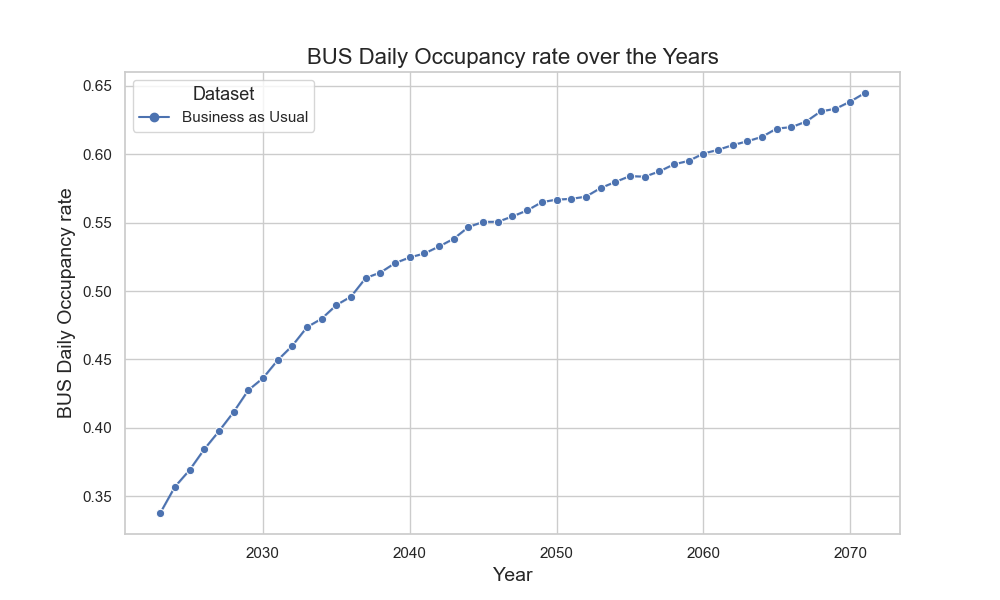 BUS Daily Occupancy rate over the Years
Dataset
Business as Usual
BUS Daily Occupancy rate
0.65
0.60
0.55
0.50
0.45
0.40
0.35
2030 2040 2050 2060 2070
Year